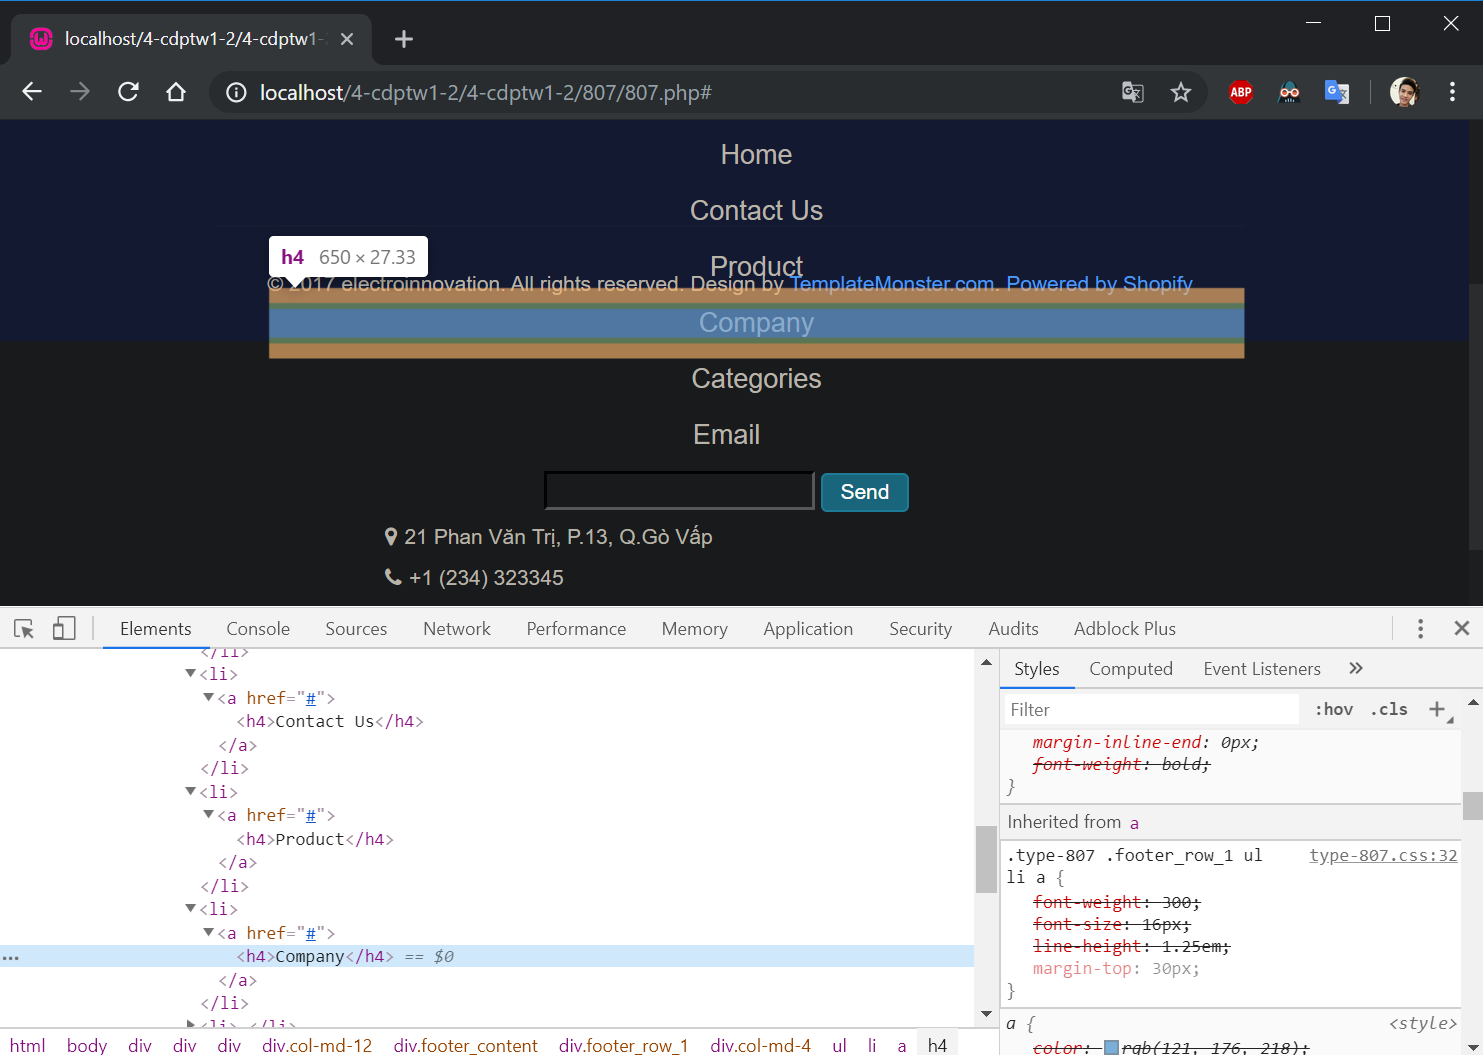 localhost/4-cdptw1-2/4-cdptw1-
localhost/4-cdptw1-2/4-cdptw1-2/807/807.php#
ABP
Home
Contact Us
h4 650 × 27.33
Product
© 2017 electroinnovation. All rights reserved. Design by TemplateMonster.com. Powered by Shopify
Company
Categories
Email
Send
21 Phan Văn Trị, P.13, Q.Gò Vấp
+1 (234) 323345
Elements Console Sources Network Performance Memory Application Security Audits Adblock Plus
</li>
<li>
<a href="#">
<h4>Contact Us</h4>
</a>
</li>
<li>
<a href="#">
<h4>Product</h4>
</a>
</li>
<li>
<a href="#">
<h4>Company</h4> == $0
</a>
</li>
<li>…</li>
html body div div div div.col-md-12 div.footer_content div.footer_row_1 div.col-md-4 ul li a h4
Styles Computed Event Listeners »
Filter :hov .cls +
margin-inline-end: 0px;
font-weight: bold;
}
Inherited from a
.type-807 .footer_row_1 ul type-807.css:32
li a {
font-weight: 300;
font-size: 16px;
line-height: 1.25em;
margin-top: 30px;
}
a { <style>
color: rgb(121, 176, 218);